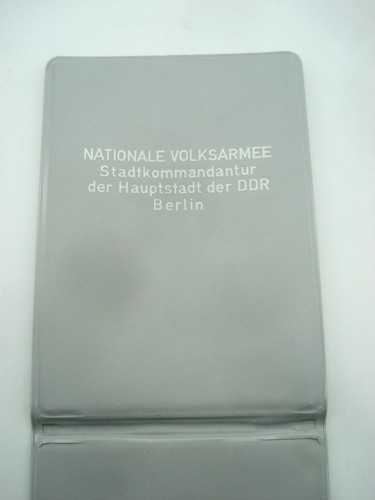 NATIONALE VOLKSARMEE
Stadtkommandantur
der Hauptstadt der DDR
Berlin